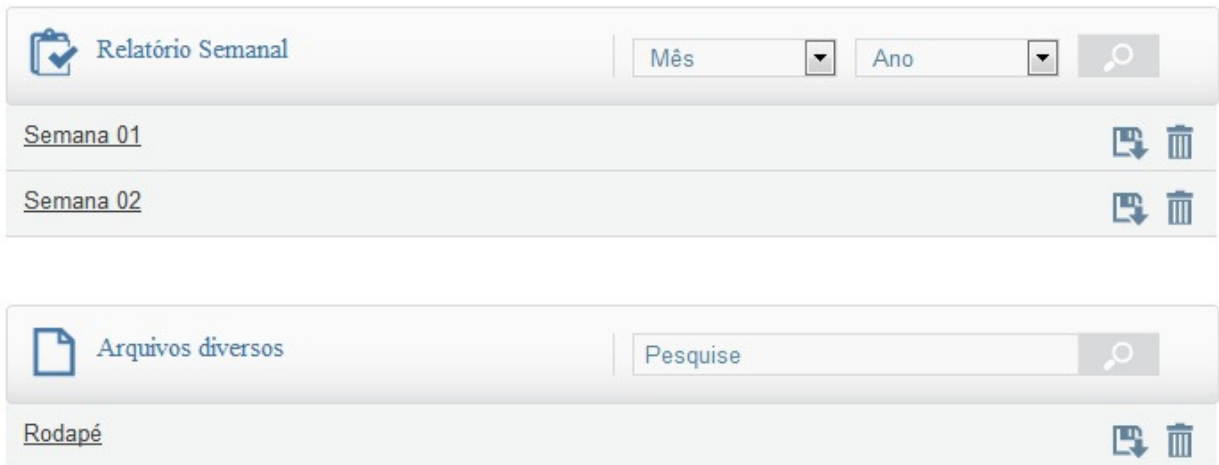 Relatório Semanal Mês Ano
Semana 01
Semana 02
Arquivos diversos Pesquise
Rodapé